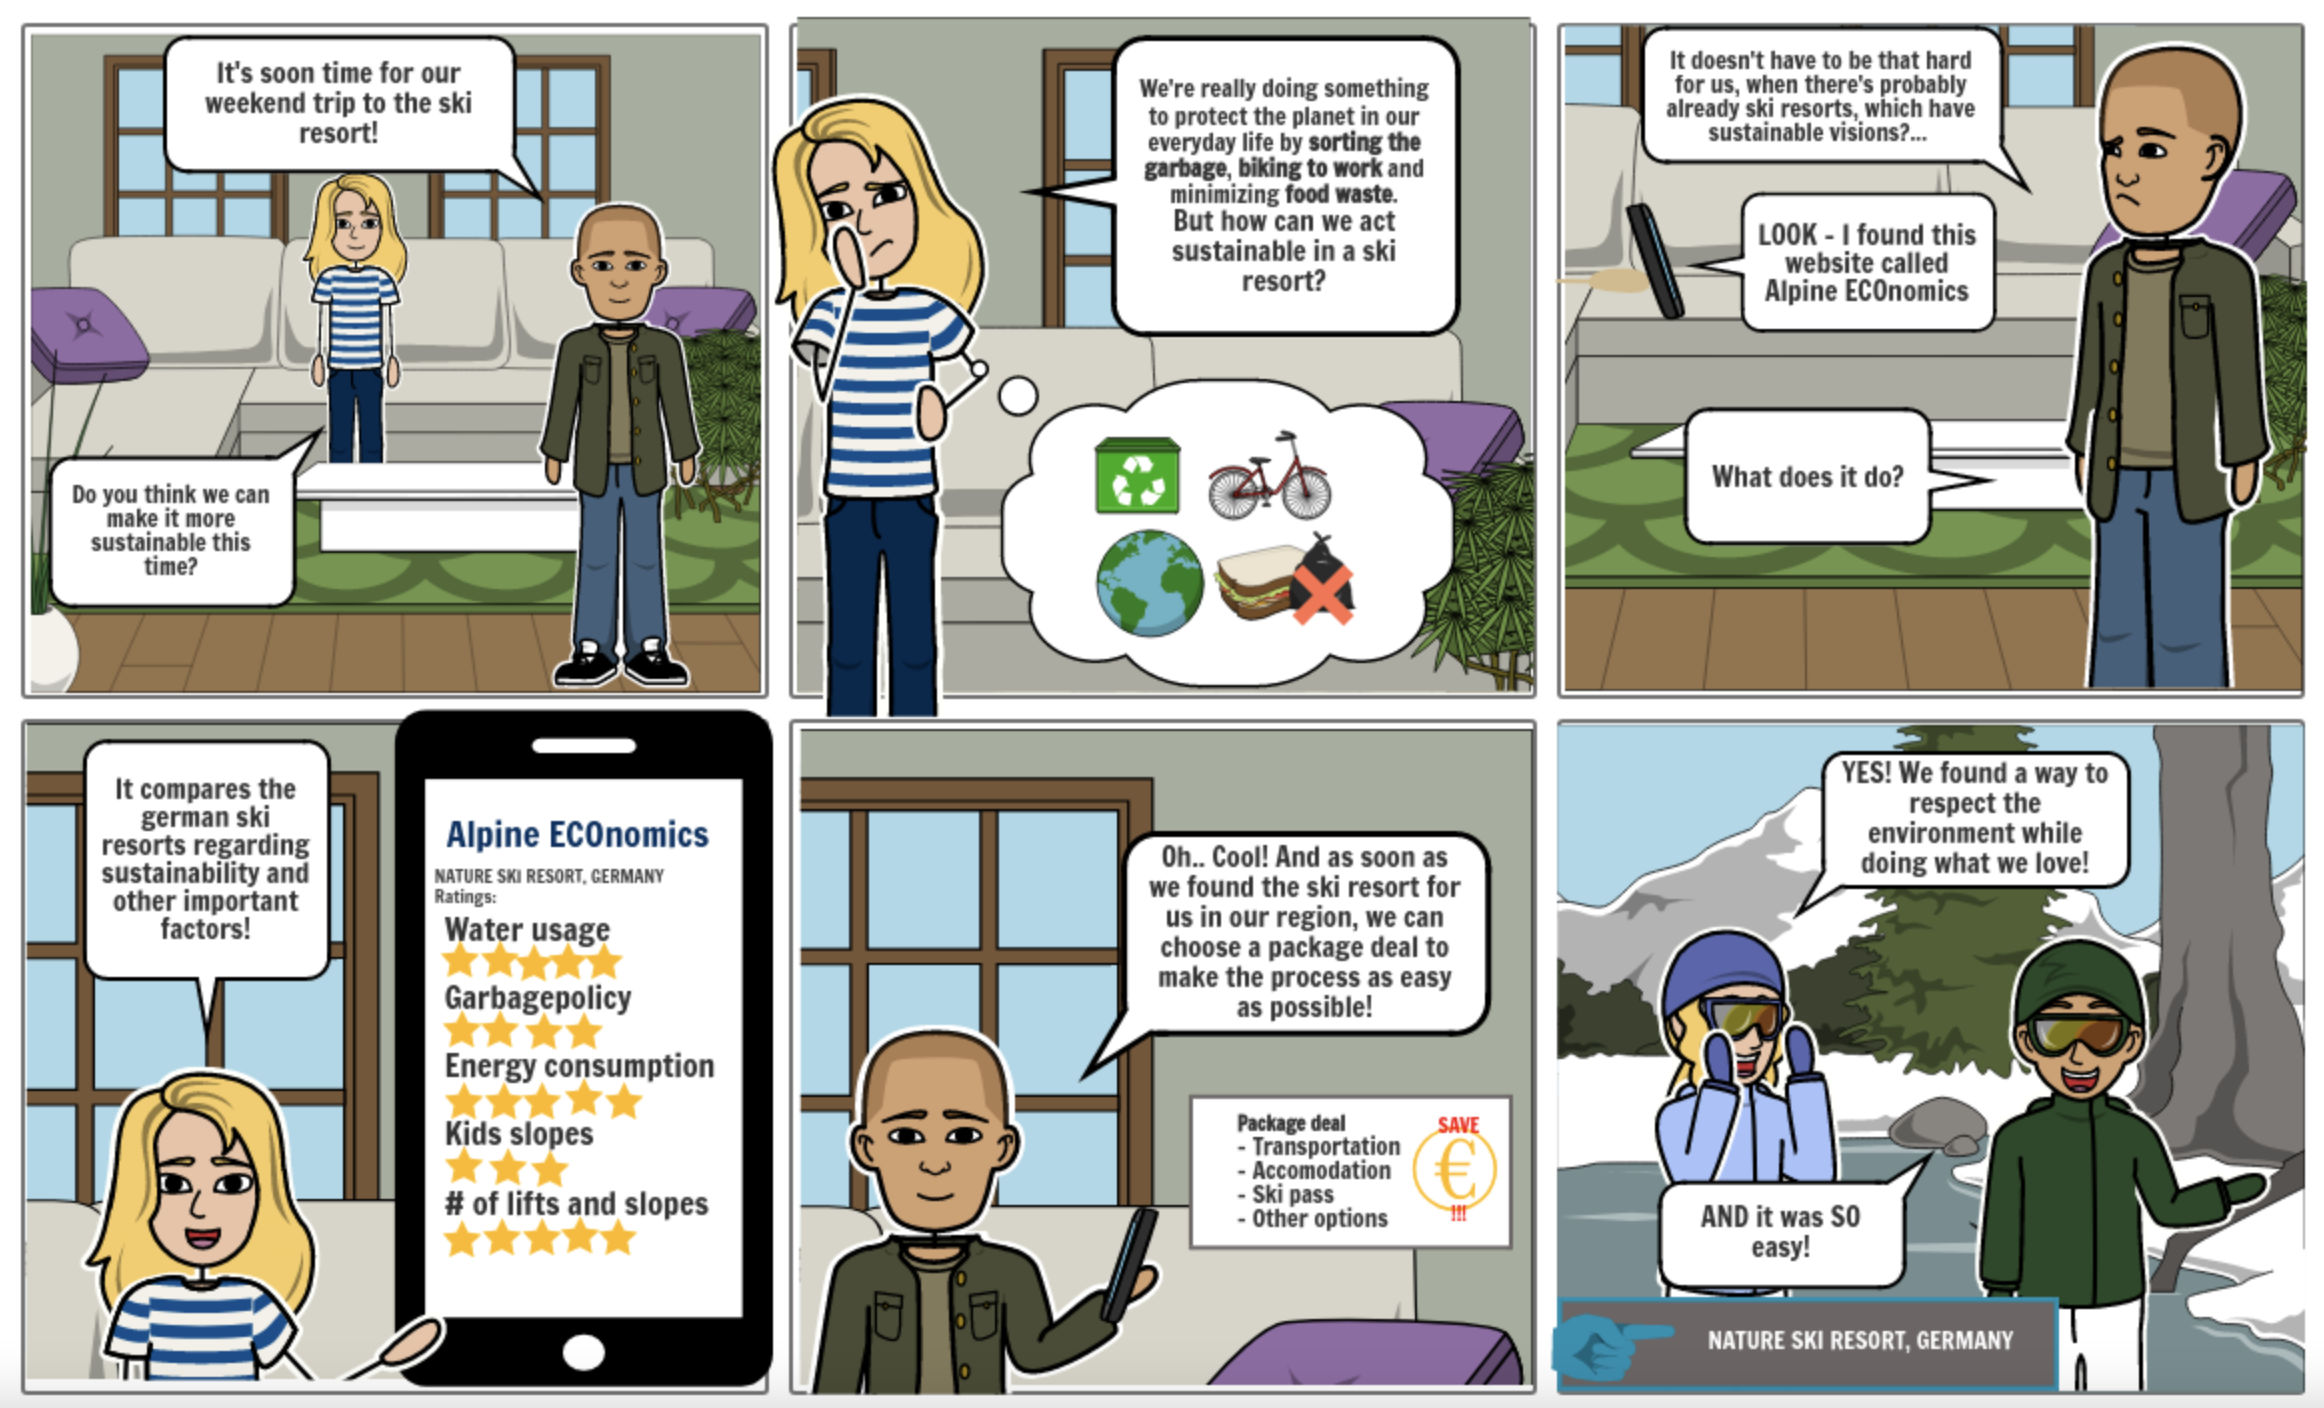 It's soon time for our
weekend trip to the ski
resort!
Do you think we can
make it more
sustainable this
time?
We're really doing something
to protect the planet in our
everyday life by sorting the
garbage, biking to work and
minimizing food waste.
But how can we act
sustainable in a ski
resort?
It doesn't have to be that hard
for us, when there's probably
already ski resorts, which have
sustainable visions?...
LOOK - I found this
website called
Alpine ECOnomics
What does it do?
It compares the
german ski
resorts regarding
sustainability and
other important
factors!
Alpine ECOnomics
NATURE SKI RESORT, GERMANY
Ratings:
Water usage
Garbagepolicy
Energy consumption
Kids slopes
# of lifts and slopes
Oh.. Cool! And as soon as
we found the ski resort for
us in our region, we can
choose a package deal to
make the process as easy
as possible!
Package deal
- Transportation
- Accomodation
- Ski pass
- Other options
SAVE
€
!!!
YES! We found a way to
respect the
environment while
doing what we love!
AND it was SO
easy!
NATURE SKI RESORT, GERMANY